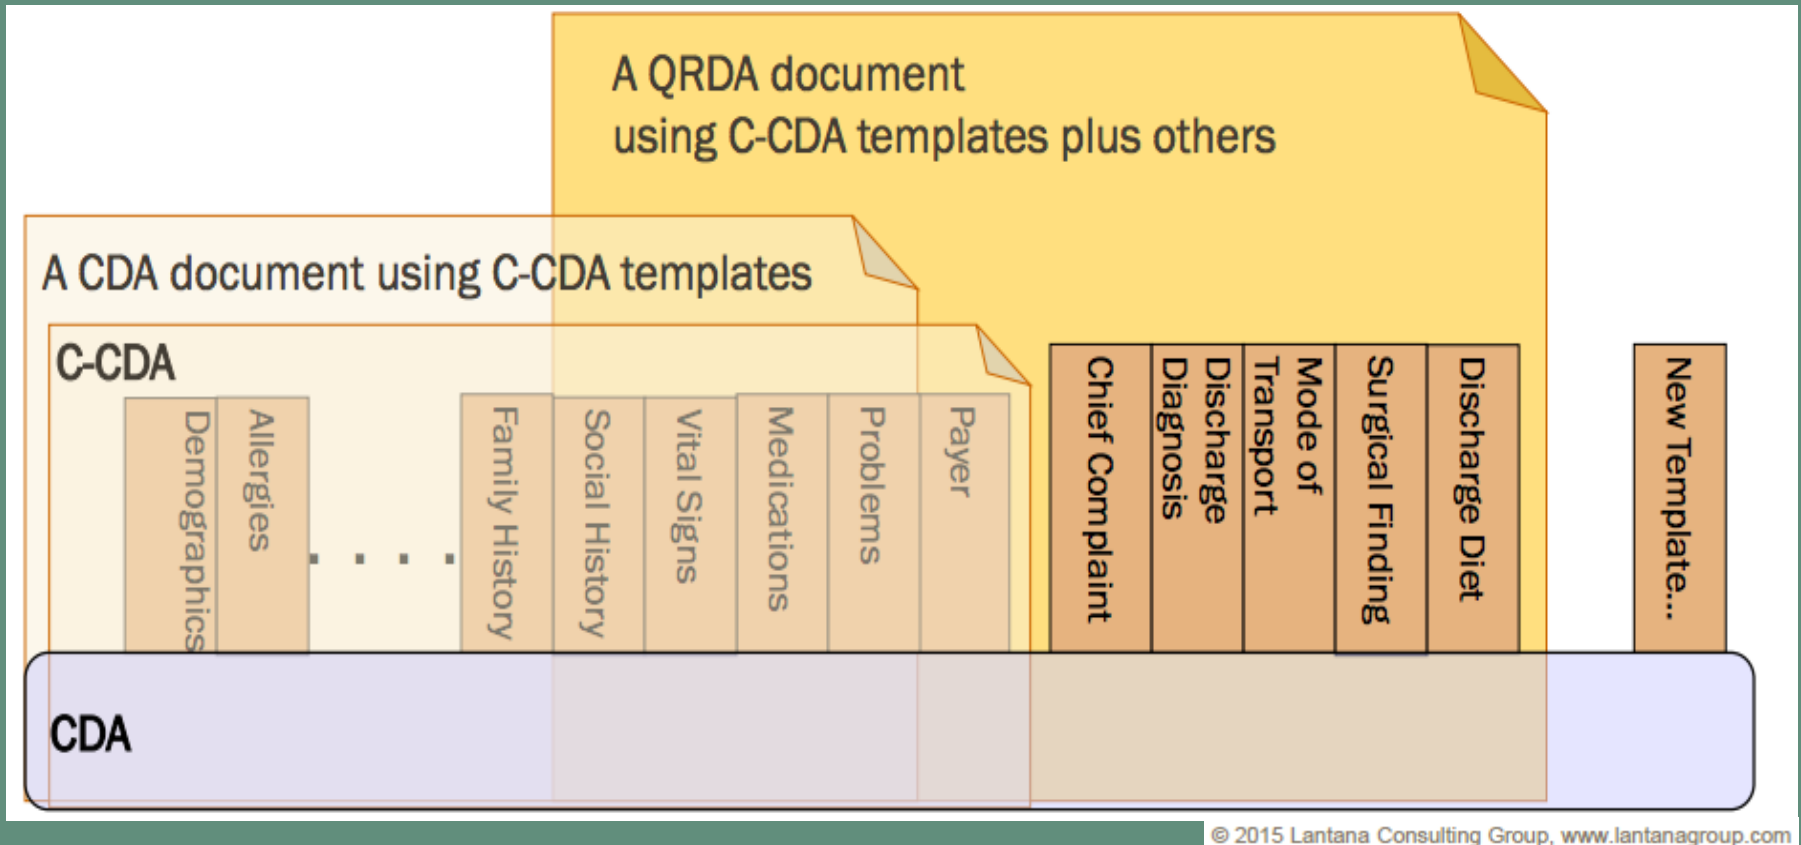 A QRDA document
using C-CDA templates plus others
A CDA document using C-CDA templates
C-CDA
Demographics
Allergies
. . . .
Family History
Social History
Vital Signs
Medications
Problems
Payer
Chief Complaint
Discharge
Diagnosis
Mode of
Transport
Surgical Finding
Discharge Diet
New Template...
CDA
© 2015 Lantana Consulting Group, www.lantanagroup.com